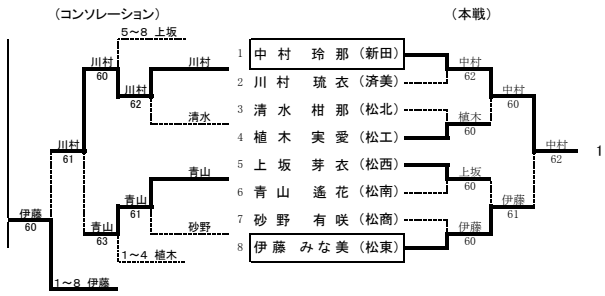 (コンソレーション) (本戦)
5～8 上坂
川村 川村 1 中村 玲那 (新田) 中村
60 62
62 川村 2 川村 琉衣 (済美) 中村
清水 3 清水 柑那 (松北) 植木 60
川村 4 植木 実愛 (松工) 60 中村 1
61 62
青山 5 上坂 芽衣 (松西) 上坂
青山 6 青山 遙花 (松南) 60 伊藤
伊藤 61 61
60 青山 砂野 7 砂野 有咲 (松商) 伊藤
63 60
1～4 植木 8 伊藤 みな美 (松東)
1～8 伊藤